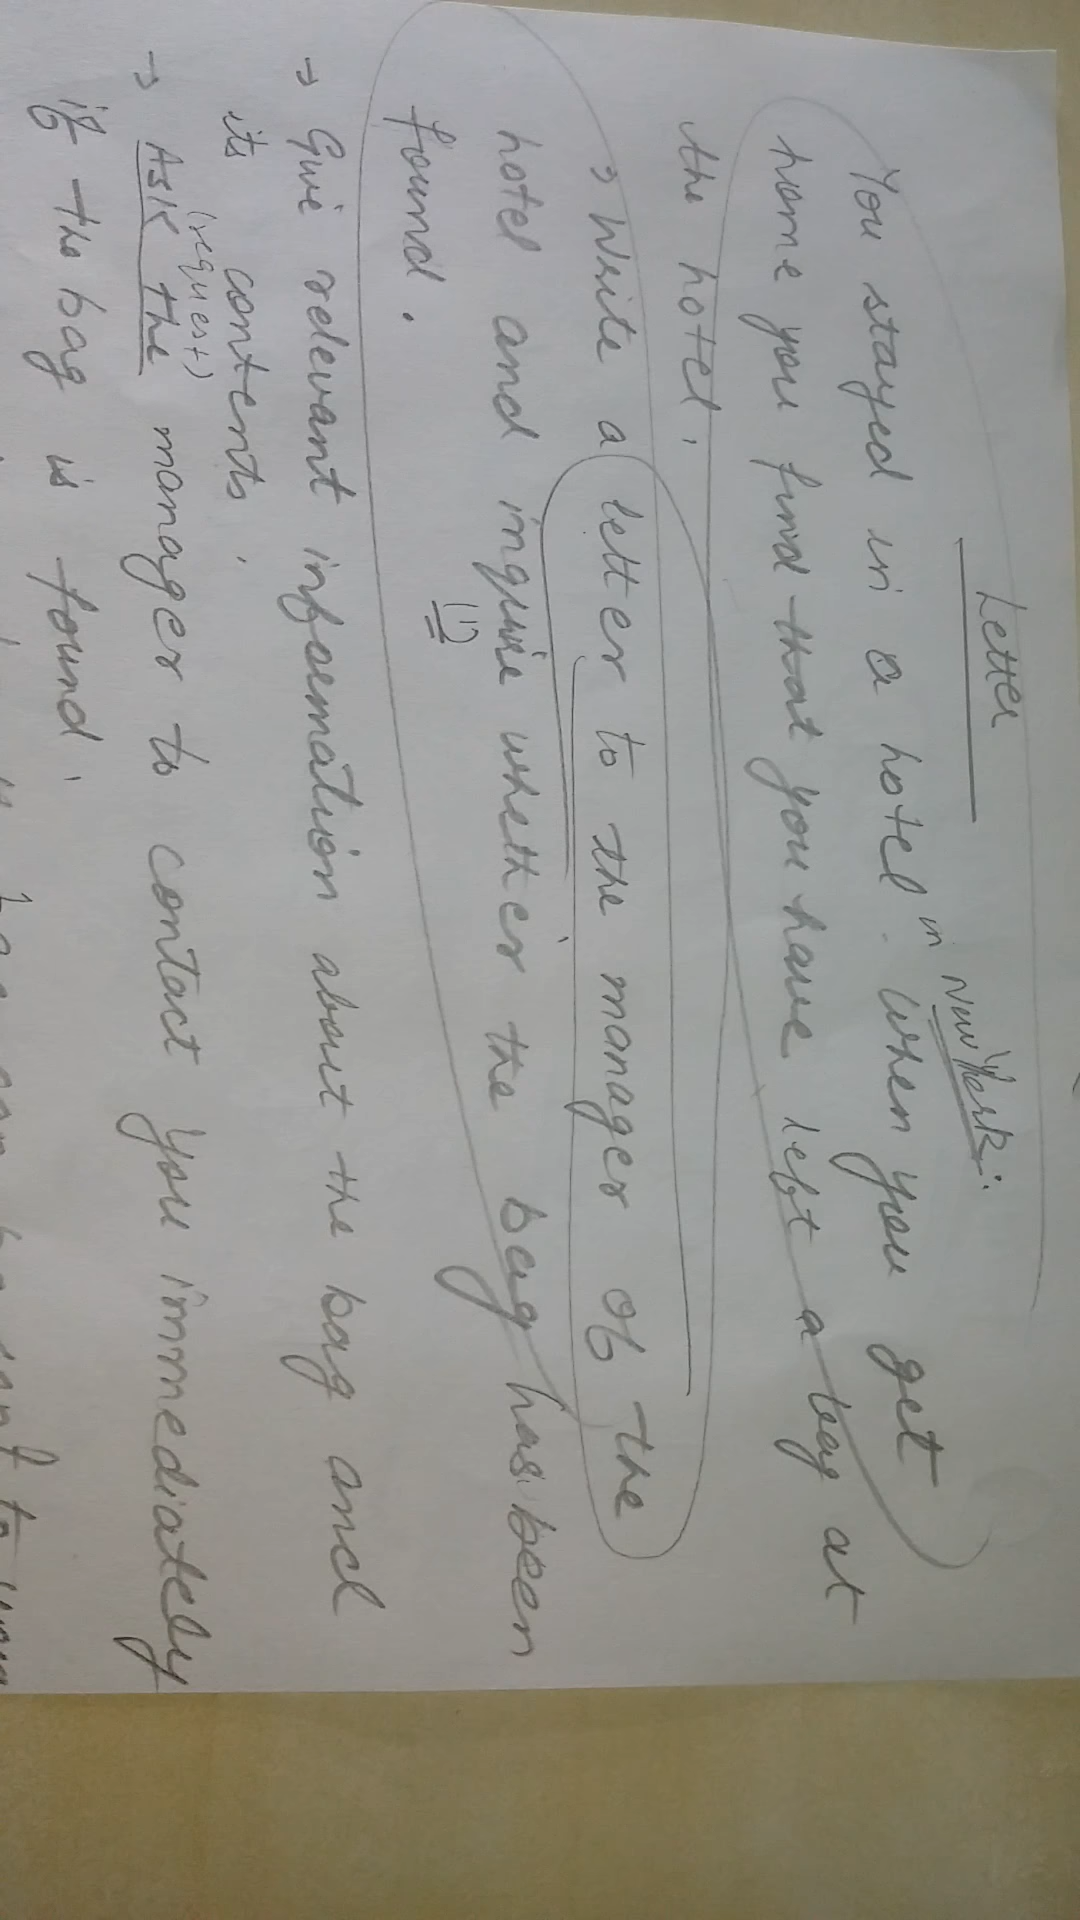 Letter
in New York.
You stayed in a hotel. When you get
home you find that you have left a bag at
the hotel.
→ Write a letter to the manager of the
hotel and inquire whether the bag has been
found.
→ Give relevant information about the bag and
its contents.
(request)
→ Ask the manager to contact you immediately
if the bag is found.